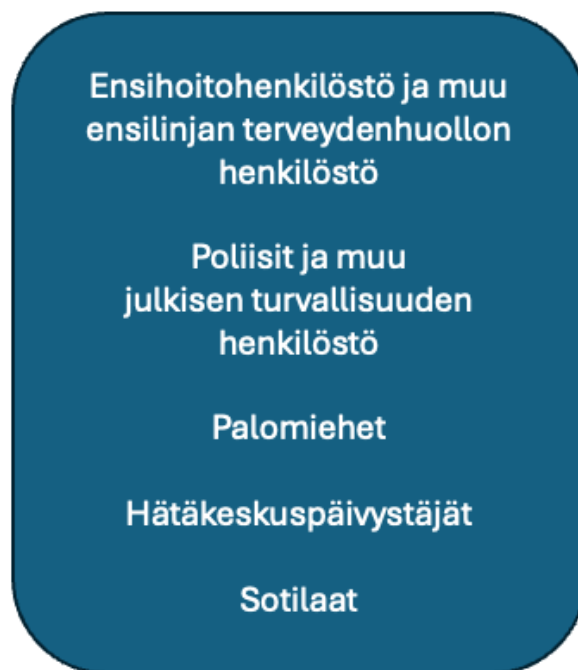 Ensihoitohenkilöstö ja muu
ensilinjan terveydenhuollon
henkilöstö
Poliisit ja muu
julkisen turvallisuuden
henkilöstö
Palomiehet
Hätäkeskuspäivystäjät
Sotilaat